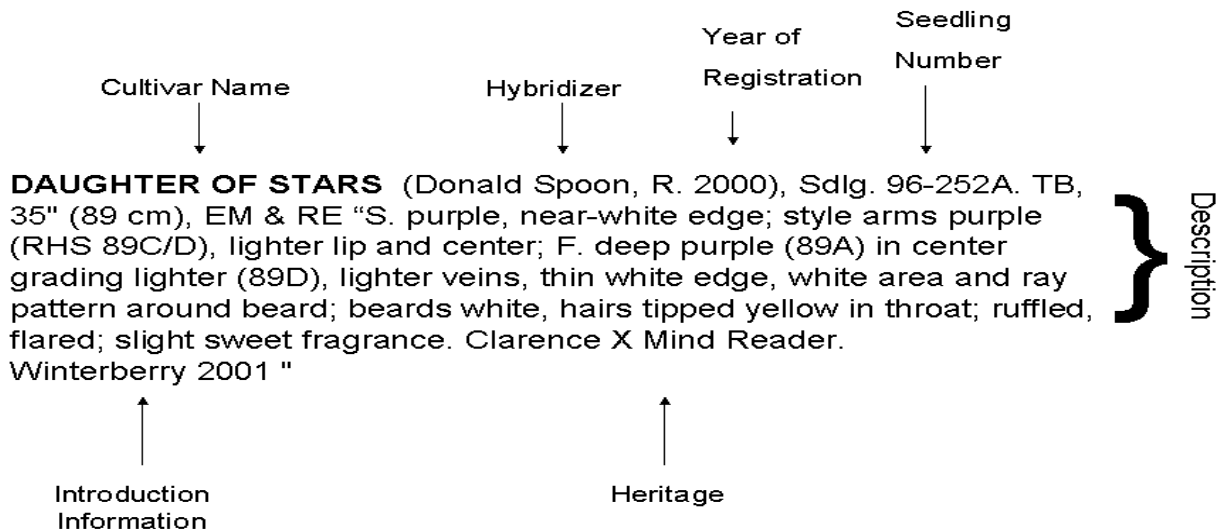 Seedling
Number
Year of
Registration
Cultivar Name
Hybridizer
DAUGHTER OF STARS (Donald Spoon, R. 2000), Sdlg. 96-252A. TB,
35" (89 cm), EM & RE “S. purple, near-white edge; style arms purple
(RHS 89C/D), lighter lip and center; F. deep purple (89A) in center
grading lighter (89D), lighter veins, thin white edge, white area and ray
pattern around beard; beards white, hairs tipped yellow in throat; ruffled,
flared; slight sweet fragrance. Clarence X Mind Reader.
Winterberry 2001 "
Description
Introduction
Information
Heritage